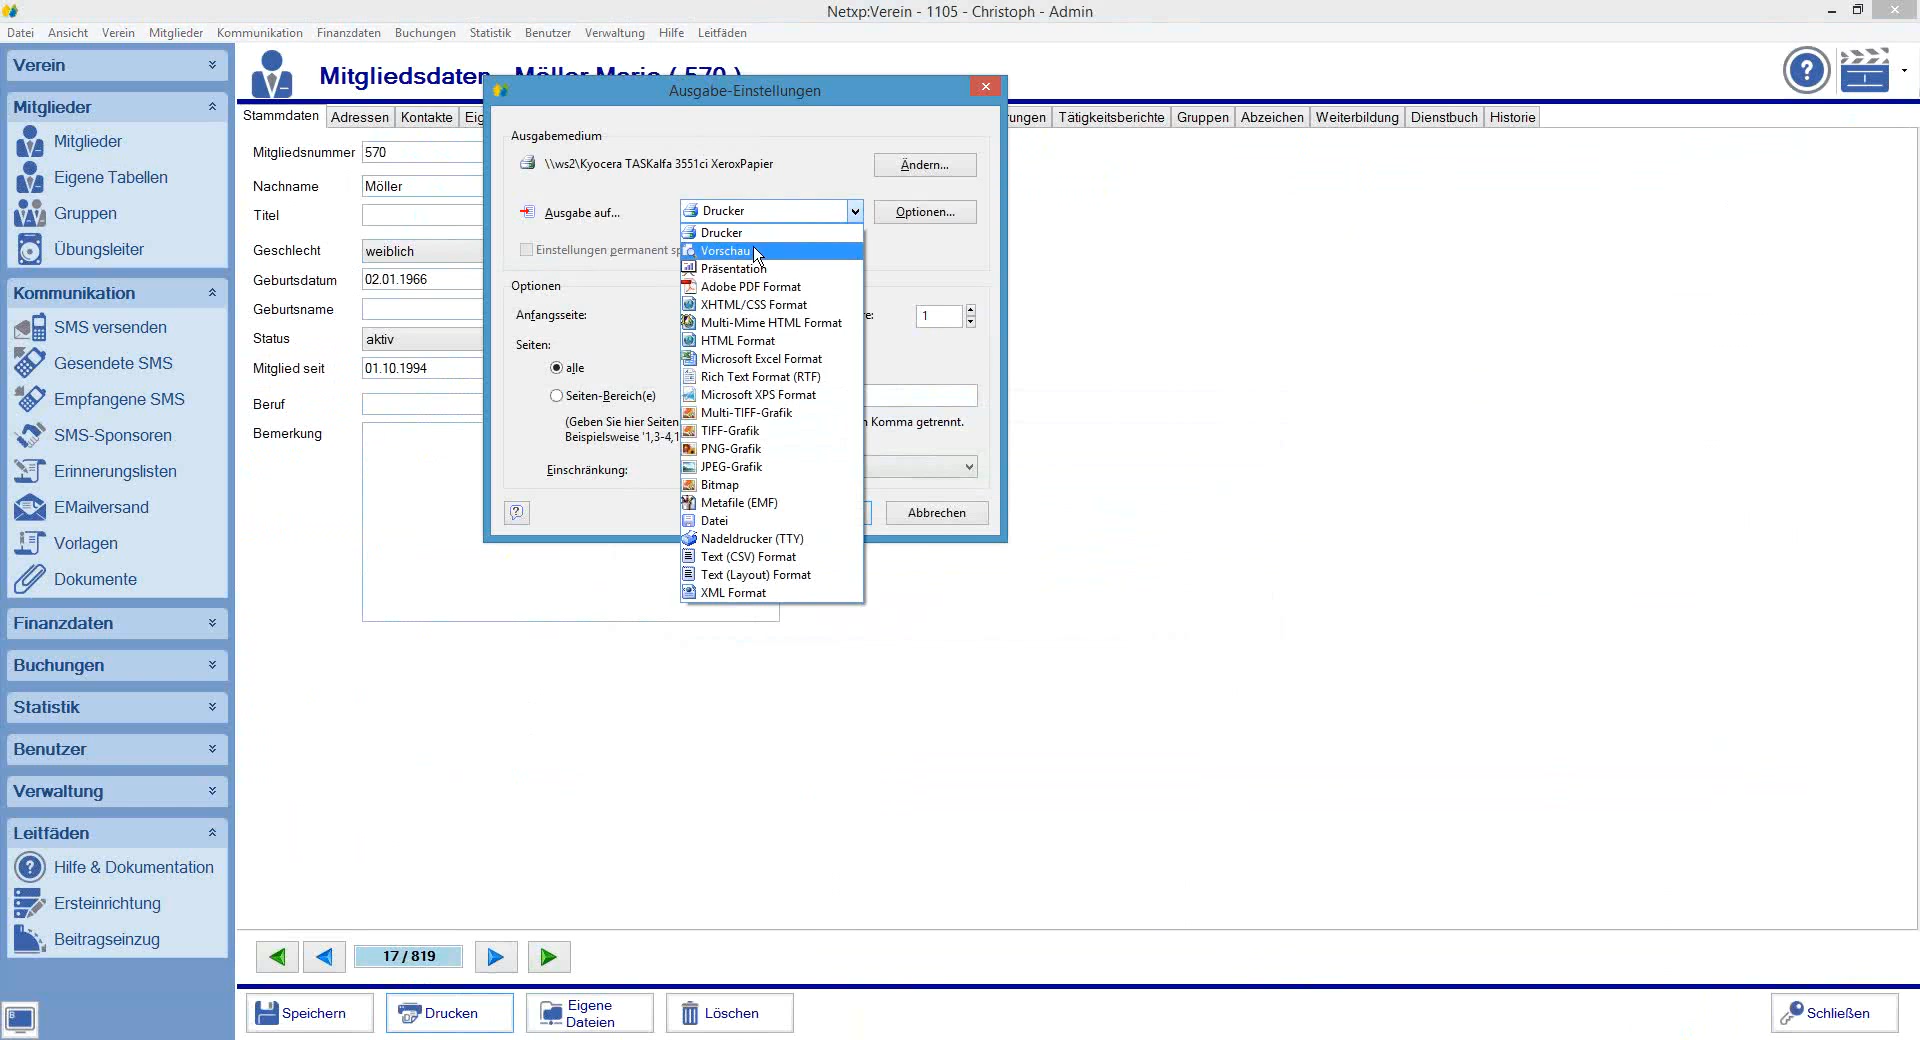 Netxp:Verein - 1105 - Christoph - Admin
Datei Ansicht Verein Mitglieder Kommunikation Finanzdaten Buchungen Statistik Benutzer Verwaltung Hilfe Leitfäden
Verein
Mitglieder
Mitglieder
Eigene Tabellen
Gruppen
Übungsleiter
Kommunikation
SMS versenden
Gesendete SMS
Empfangene SMS
SMS-Sponsoren
Erinnerungslisten
EMailversand
Vorlagen
Dokumente
Finanzdaten
Buchungen
Statistik
Benutzer
Verwaltung
Leitfäden
Hilfe & Dokumentation
Ersteinrichtung
Beitragseinzug
Mitgliedsdaten - Möller Marie ( 570 )
Stammdaten Adressen Kontakte Eig ungen Tätigkeitsberichte Gruppen Abzeichen Weiterbildung Dienstbuch Historie
Mitgliedsnummer 570
Nachname Möller
Titel
Geschlecht weiblich
Geburtsdatum 02.01.1966
Geburtsname
Status aktiv
Mitglied seit 01.10.1994
Beruf
Bemerkung
Ausgabe-Einstellungen
Ausgabemedium
\\ws2\Kyocera TASKalfa 3551ci XeroxPapier Ändern...
Ausgabe auf... Drucker Optionen...
Einstellungen permanent sp
Optionen
Anfangsseite: re: 1
Seiten:
alle
Seiten-Bereich(e)
(Geben Sie hier Seiten n Komma getrennt.
Beispielsweise '1,3-4,1
Einschränkung:
Abbrechen
Drucker
Vorschau
Präsentation
Adobe PDF Format
XHTML/CSS Format
Multi-Mime HTML Format
HTML Format
Microsoft Excel Format
Rich Text Format (RTF)
Microsoft XPS Format
Multi-TIFF-Grafik
TIFF-Grafik
PNG-Grafik
JPEG-Grafik
Bitmap
Metafile (EMF)
Datei
Nadeldrucker (TTY)
Text (CSV) Format
Text (Layout) Format
XML Format
17 / 819
Speichern
Drucken
Eigene
Dateien
Löschen
Schließen